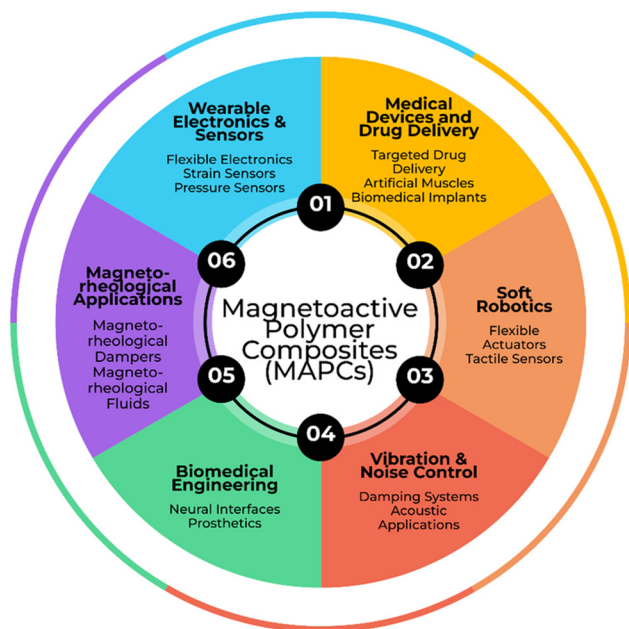 Wearable
Electronics &
Sensors
Flexible Electronics
Strain Sensors
Pressure Sensors
Medical
Devices and
Drug Delivery
Targeted Drug
Delivery
Artificial Muscles
Biomedical Implants
01
06
02
Magneto-
rheological
Applications
Magneto-
rheological
Dampers
Magneto-
rheological
Fluids
Magnetoactive
Polymer
Composites
(MAPCs)
Soft
Robotics
Flexible
Actuators
Tactile Sensors
05
03
04
Biomedical
Engineering
Neural Interfaces
Prosthetics
Vibration &
Noise Control
Damping Systems
Acoustic
Applications